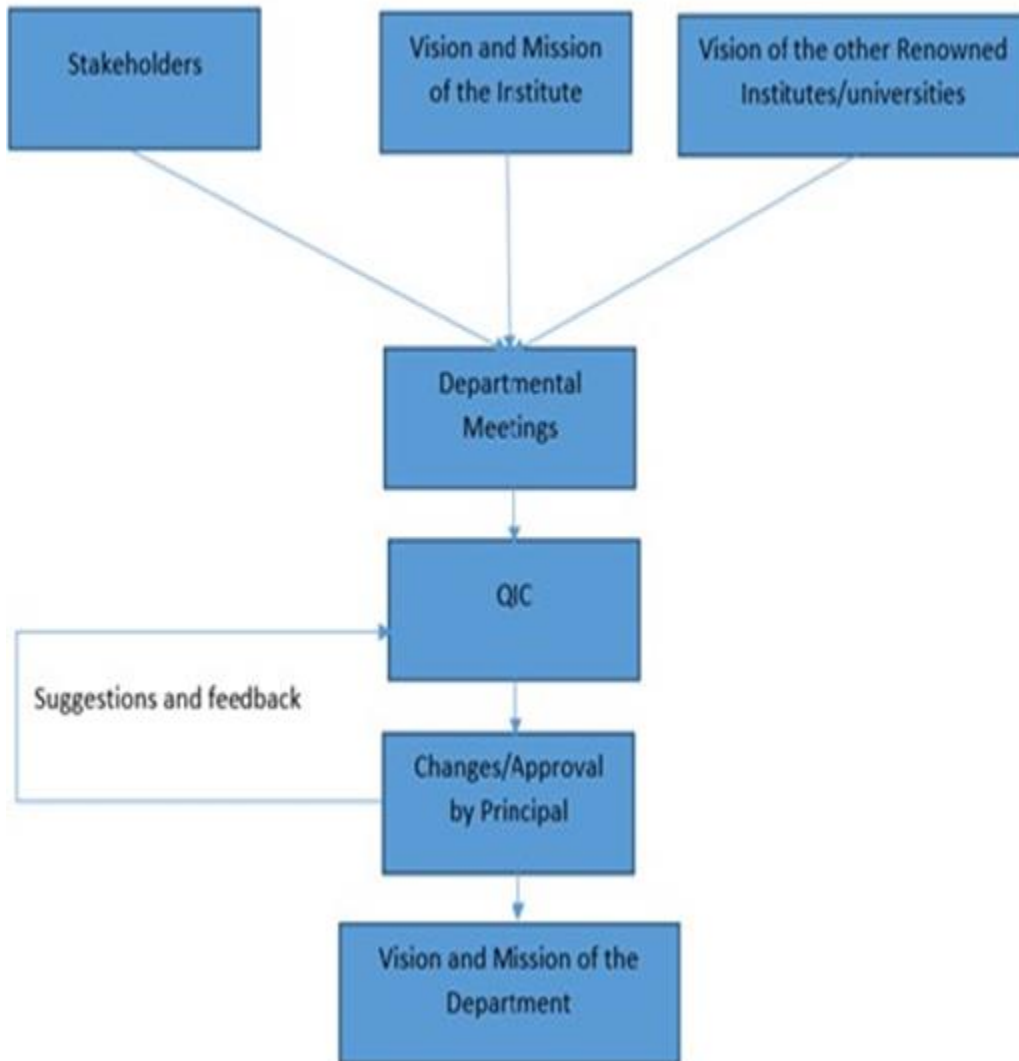 Stakeholders
Vision and Mission
of the Institute
Vision of the other Renowned
Institutes/universities
Departmental
Meetings
QIC
Suggestions and feedback
Changes/Approval
by Principal
Vision and Mission of the
Department